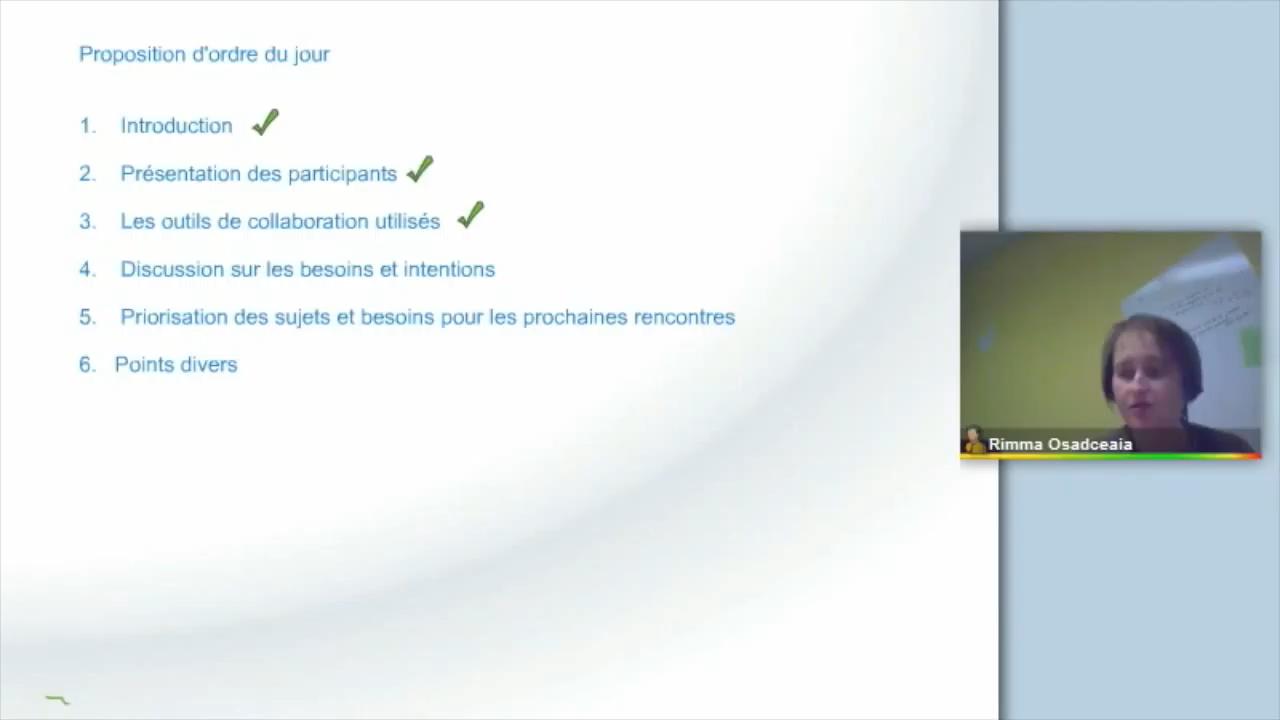 Proposition d'ordre du jour
1. Introduction
2. Présentation des participants
3. Les outils de collaboration utilisés
4. Discussion sur les besoins et intentions
5. Priorisation des sujets et besoins pour les prochaines rencontres
6. Points divers
Rimma Osadceaia